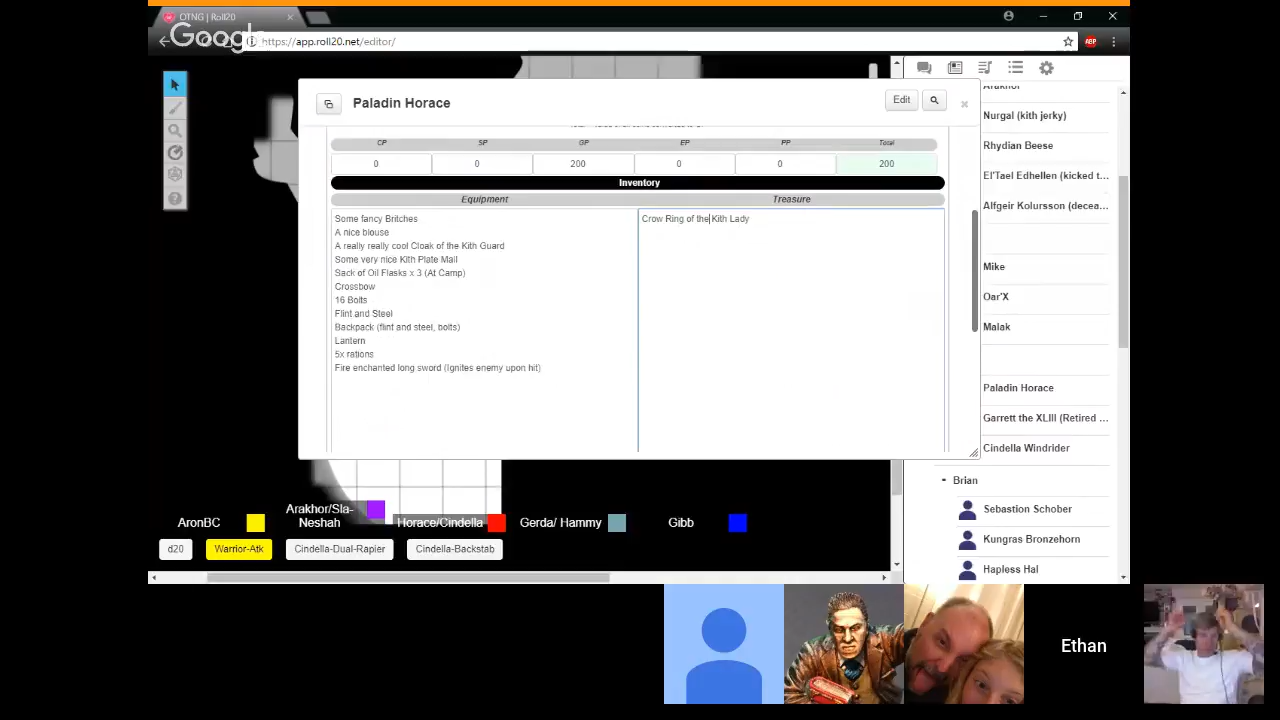 OTNG | Roll20
Google
https://app.roll20.net/editor/
ABP
Paladin Horace
Edit
CP SP GP EP PP Total
0 0 200 0 0 200
Inventory
Equipment Treasure
Some fancy Britches
A nice blouse
A really really cool Cloak of the Kith Guard
Some very nice Kith Plate Mail
Sack of Oil Flasks x 3 (At Camp)
Crossbow
16 Bolts
Flint and Steel
Backpack (flint and steel, bolts)
Lantern
5x rations
Fire enchanted long sword (Ignites enemy upon hit)
Crow Ring of the Kith Lady
Arakhor
Nurgal (kith jerky)
Rhydian Beese
El'Tael Edhellen (kicked t...
Alfgeir Kolursson (decea...
Mike
Oar'X
Malak
Paladin Horace
Garrett the XLIII (Retired ...
Cindella Windrider
Brian
Sebastion Schober
Kungras Bronzehorn
Hapless Hal
AronBC
Arakhor/Sla-
Neshah
Horace/Cindella
Gerda/ Hammy
Gibb
d20
Warrior-Atk
Cindella-Dual-Rapier
Cindella-Backstab
Ethan